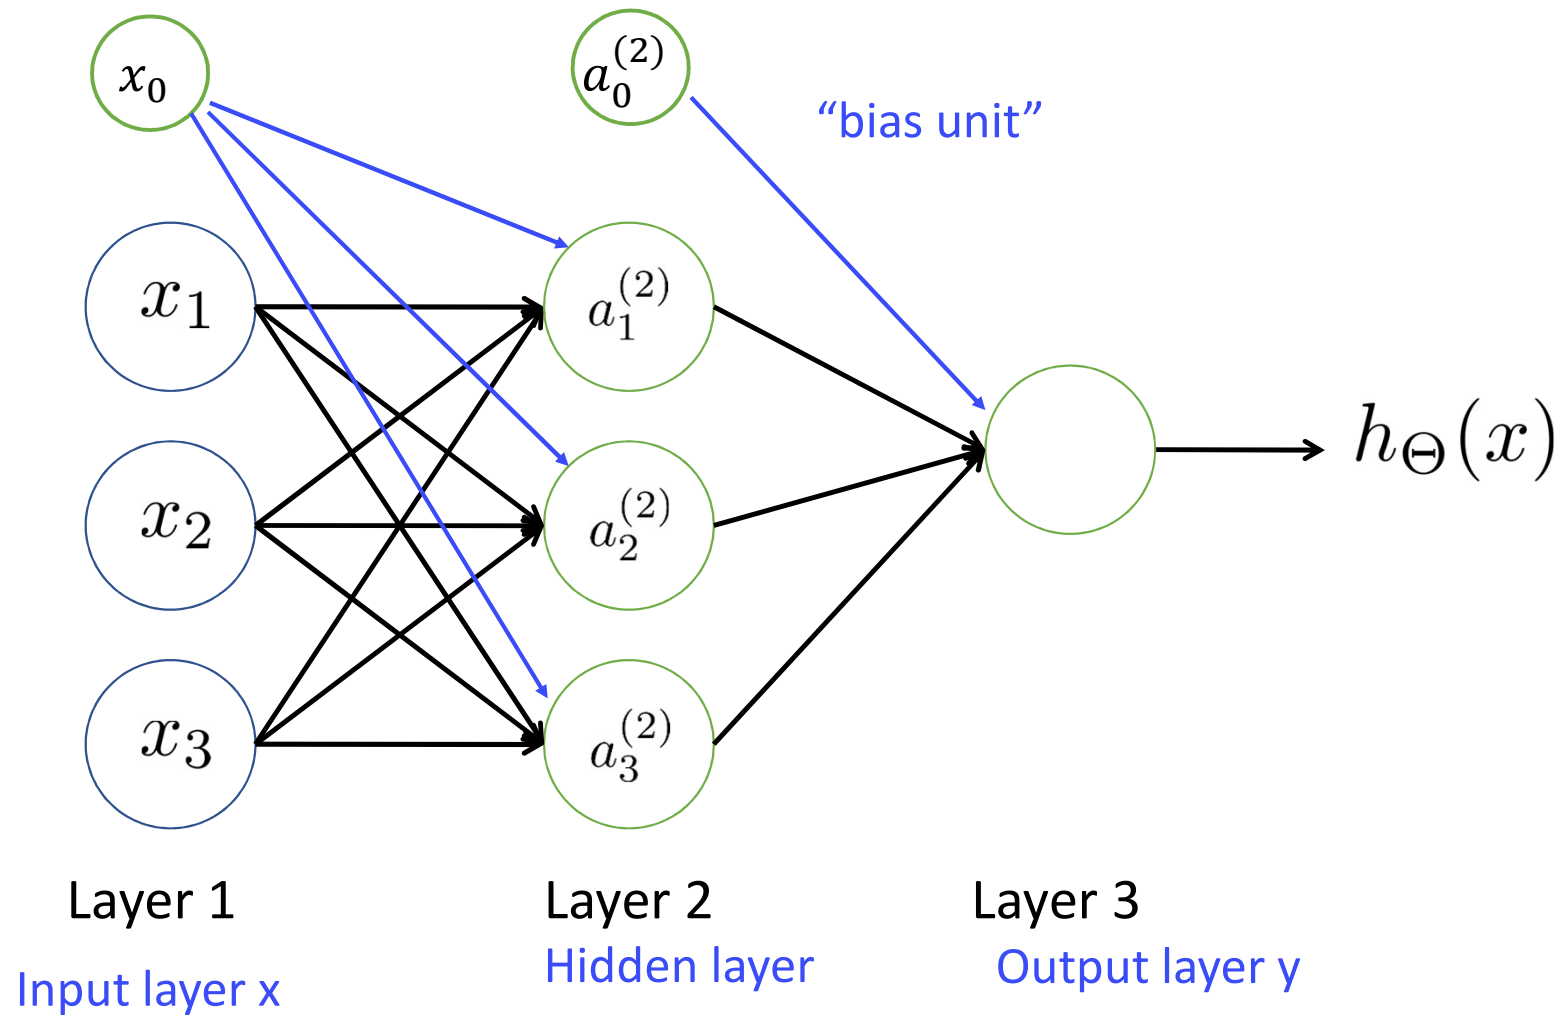 x₀
a₀⁽²⁾
“bias unit”
x₁
a₁⁽²⁾
x₂
a₂⁽²⁾
h_Θ(x)
x₃
a₃⁽²⁾
Layer 1
Layer 2
Layer 3
Input layer x
Hidden layer
Output layer y